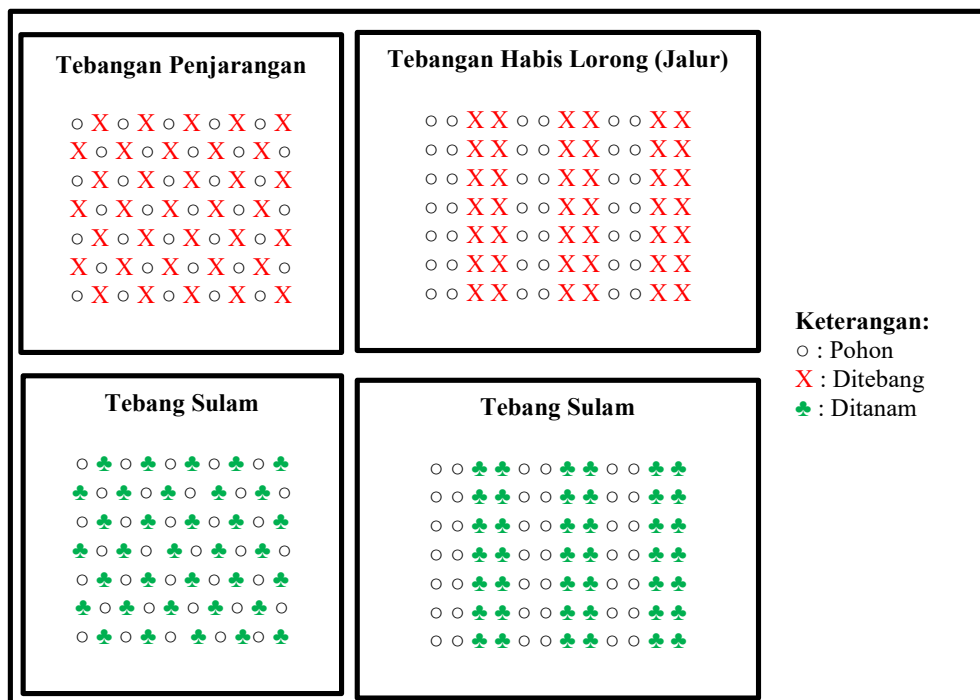 Tebangan Penjarangan
○ X ○ X ○ X ○ X ○ X
X ○ X ○ X ○ X ○ X ○
○ X ○ X ○ X ○ X ○ X
X ○ X ○ X ○ X ○ X ○
○ X ○ X ○ X ○ X ○ X
X ○ X ○ X ○ X ○ X ○
○ X ○ X ○ X ○ X ○ X
Tebangan Habis Lorong (Jalur)
○ ○ X X ○ ○ X X ○ ○ X X
○ ○ X X ○ ○ X X ○ ○ X X
○ ○ X X ○ ○ X X ○ ○ X X
○ ○ X X ○ ○ X X ○ ○ X X
○ ○ X X ○ ○ X X ○ ○ X X
○ ○ X X ○ ○ X X ○ ○ X X
○ ○ X X ○ ○ X X ○ ○ X X
Tebang Sulam
○ ♣ ○ ♣ ○ ♣ ○ ♣ ○ ♣
♣ ○ ♣ ○ ♣ ○ ♣ ○ ♣ ○
○ ♣ ○ ♣ ○ ♣ ○ ♣ ○ ♣
♣ ○ ♣ ○ ♣ ○ ♣ ○ ♣ ○
○ ♣ ○ ♣ ○ ♣ ○ ♣ ○ ♣
♣ ○ ♣ ○ ♣ ○ ♣ ○ ♣ ○
○ ♣ ○ ♣ ○ ♣ ○ ♣ ○ ♣
Tebang Sulam
○ ○ ♣ ♣ ○ ○ ♣ ♣ ○ ○ ♣ ♣
○ ○ ♣ ♣ ○ ○ ♣ ♣ ○ ○ ♣ ♣
○ ○ ♣ ♣ ○ ○ ♣ ♣ ○ ○ ♣ ♣
○ ○ ♣ ♣ ○ ○ ♣ ♣ ○ ○ ♣ ♣
○ ○ ♣ ♣ ○ ○ ♣ ♣ ○ ○ ♣ ♣
○ ○ ♣ ♣ ○ ○ ♣ ♣ ○ ○ ♣ ♣
○ ○ ♣ ♣ ○ ○ ♣ ♣ ○ ○ ♣ ♣
Keterangan:
○ : Pohon
X : Ditebang
♣ : Ditanam